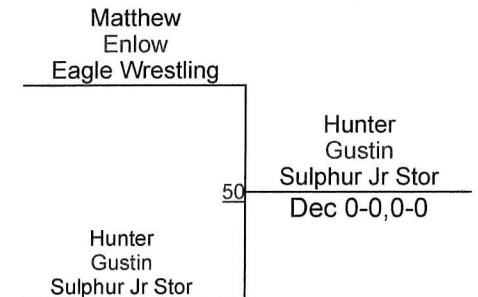 Matthew
Enlow
Eagle Wrestling
Hunter
Gustin
Sulphur Jr Stor
50
Dec 0-0,0-0
Hunter
Gustin
Sulphur Jr Stor